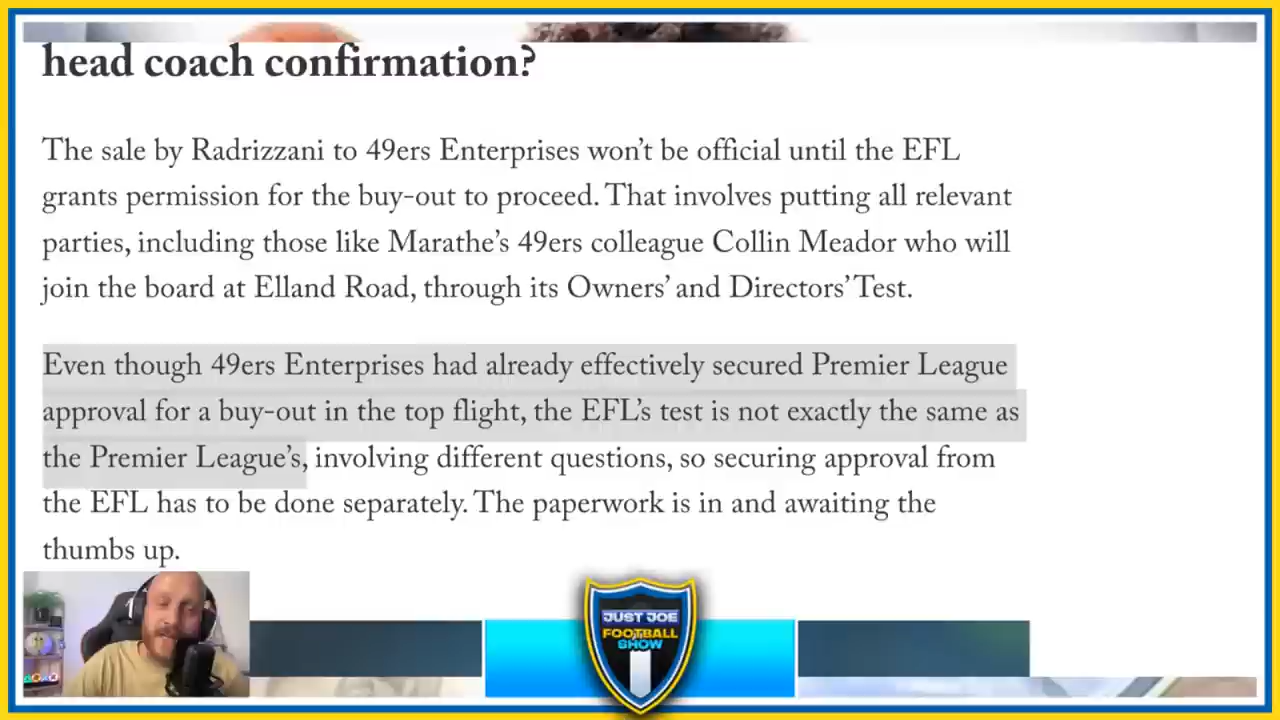 head coach confirmation?
The sale by Radrizzani to 49ers Enterprises won’t be official until the EFL
grants permission for the buy-out to proceed. That involves putting all relevant
parties, including those like Marathe’s 49ers colleague Collin Meador who will
join the board at Elland Road, through its Owners’ and Directors’ Test.
Even though 49ers Enterprises had already effectively secured Premier League
approval for a buy-out in the top flight, the EFL’s test is not exactly the same as
the Premier League’s, involving different questions, so securing approval from
the EFL has to be done separately. The paperwork is in and awaiting the
thumbs up.
JUST JOE
FOOTBALL
SHOW